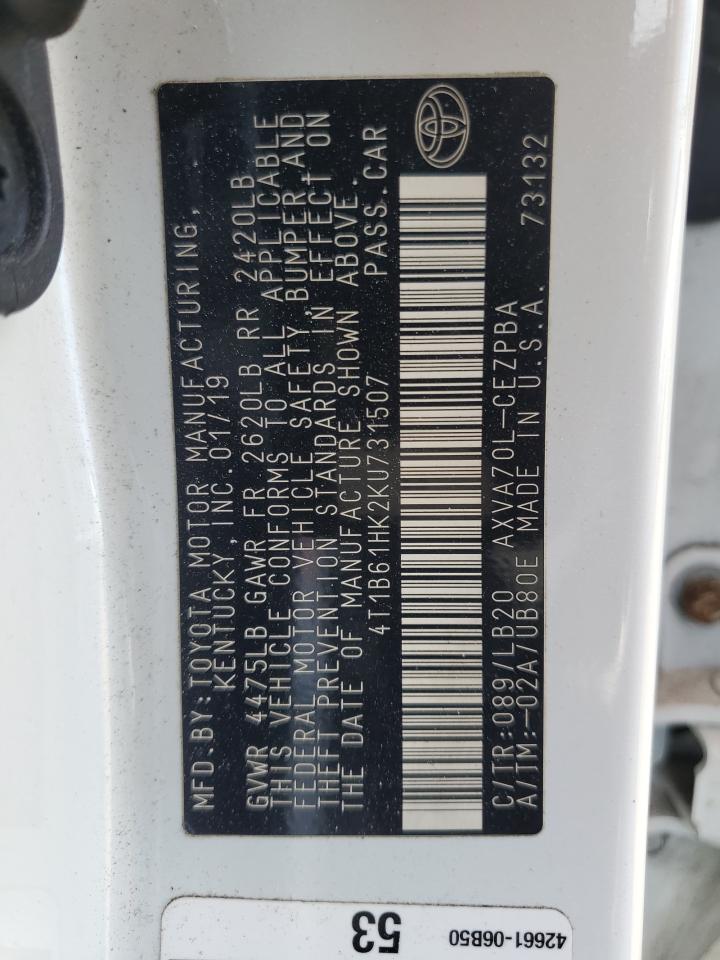 MFD.BY:TOYOTA MOTOR MANUFACTURING,
KENTUCKY, INC. 01/19
GVWR 4475LB GAWR FR 2620LB RR 2420LB
THIS VEHICLE CONFORMS TO ALL APPLICABLE
FEDERAL MOTOR VEHICLE SAFETY, BUMPER AND
THEFT PREVENTION STANDARDS IN EFFECT ON
THE DATE OF MANUFACTURE SHOWN ABOVE.
4T1B61HK2KU731507 PASS.CAR
C/TR:089/LB20 AXVA70L-CEZPBA
A/TM:-02A/UB80E MADE IN U.S.A. 73132
53
42661-06B50